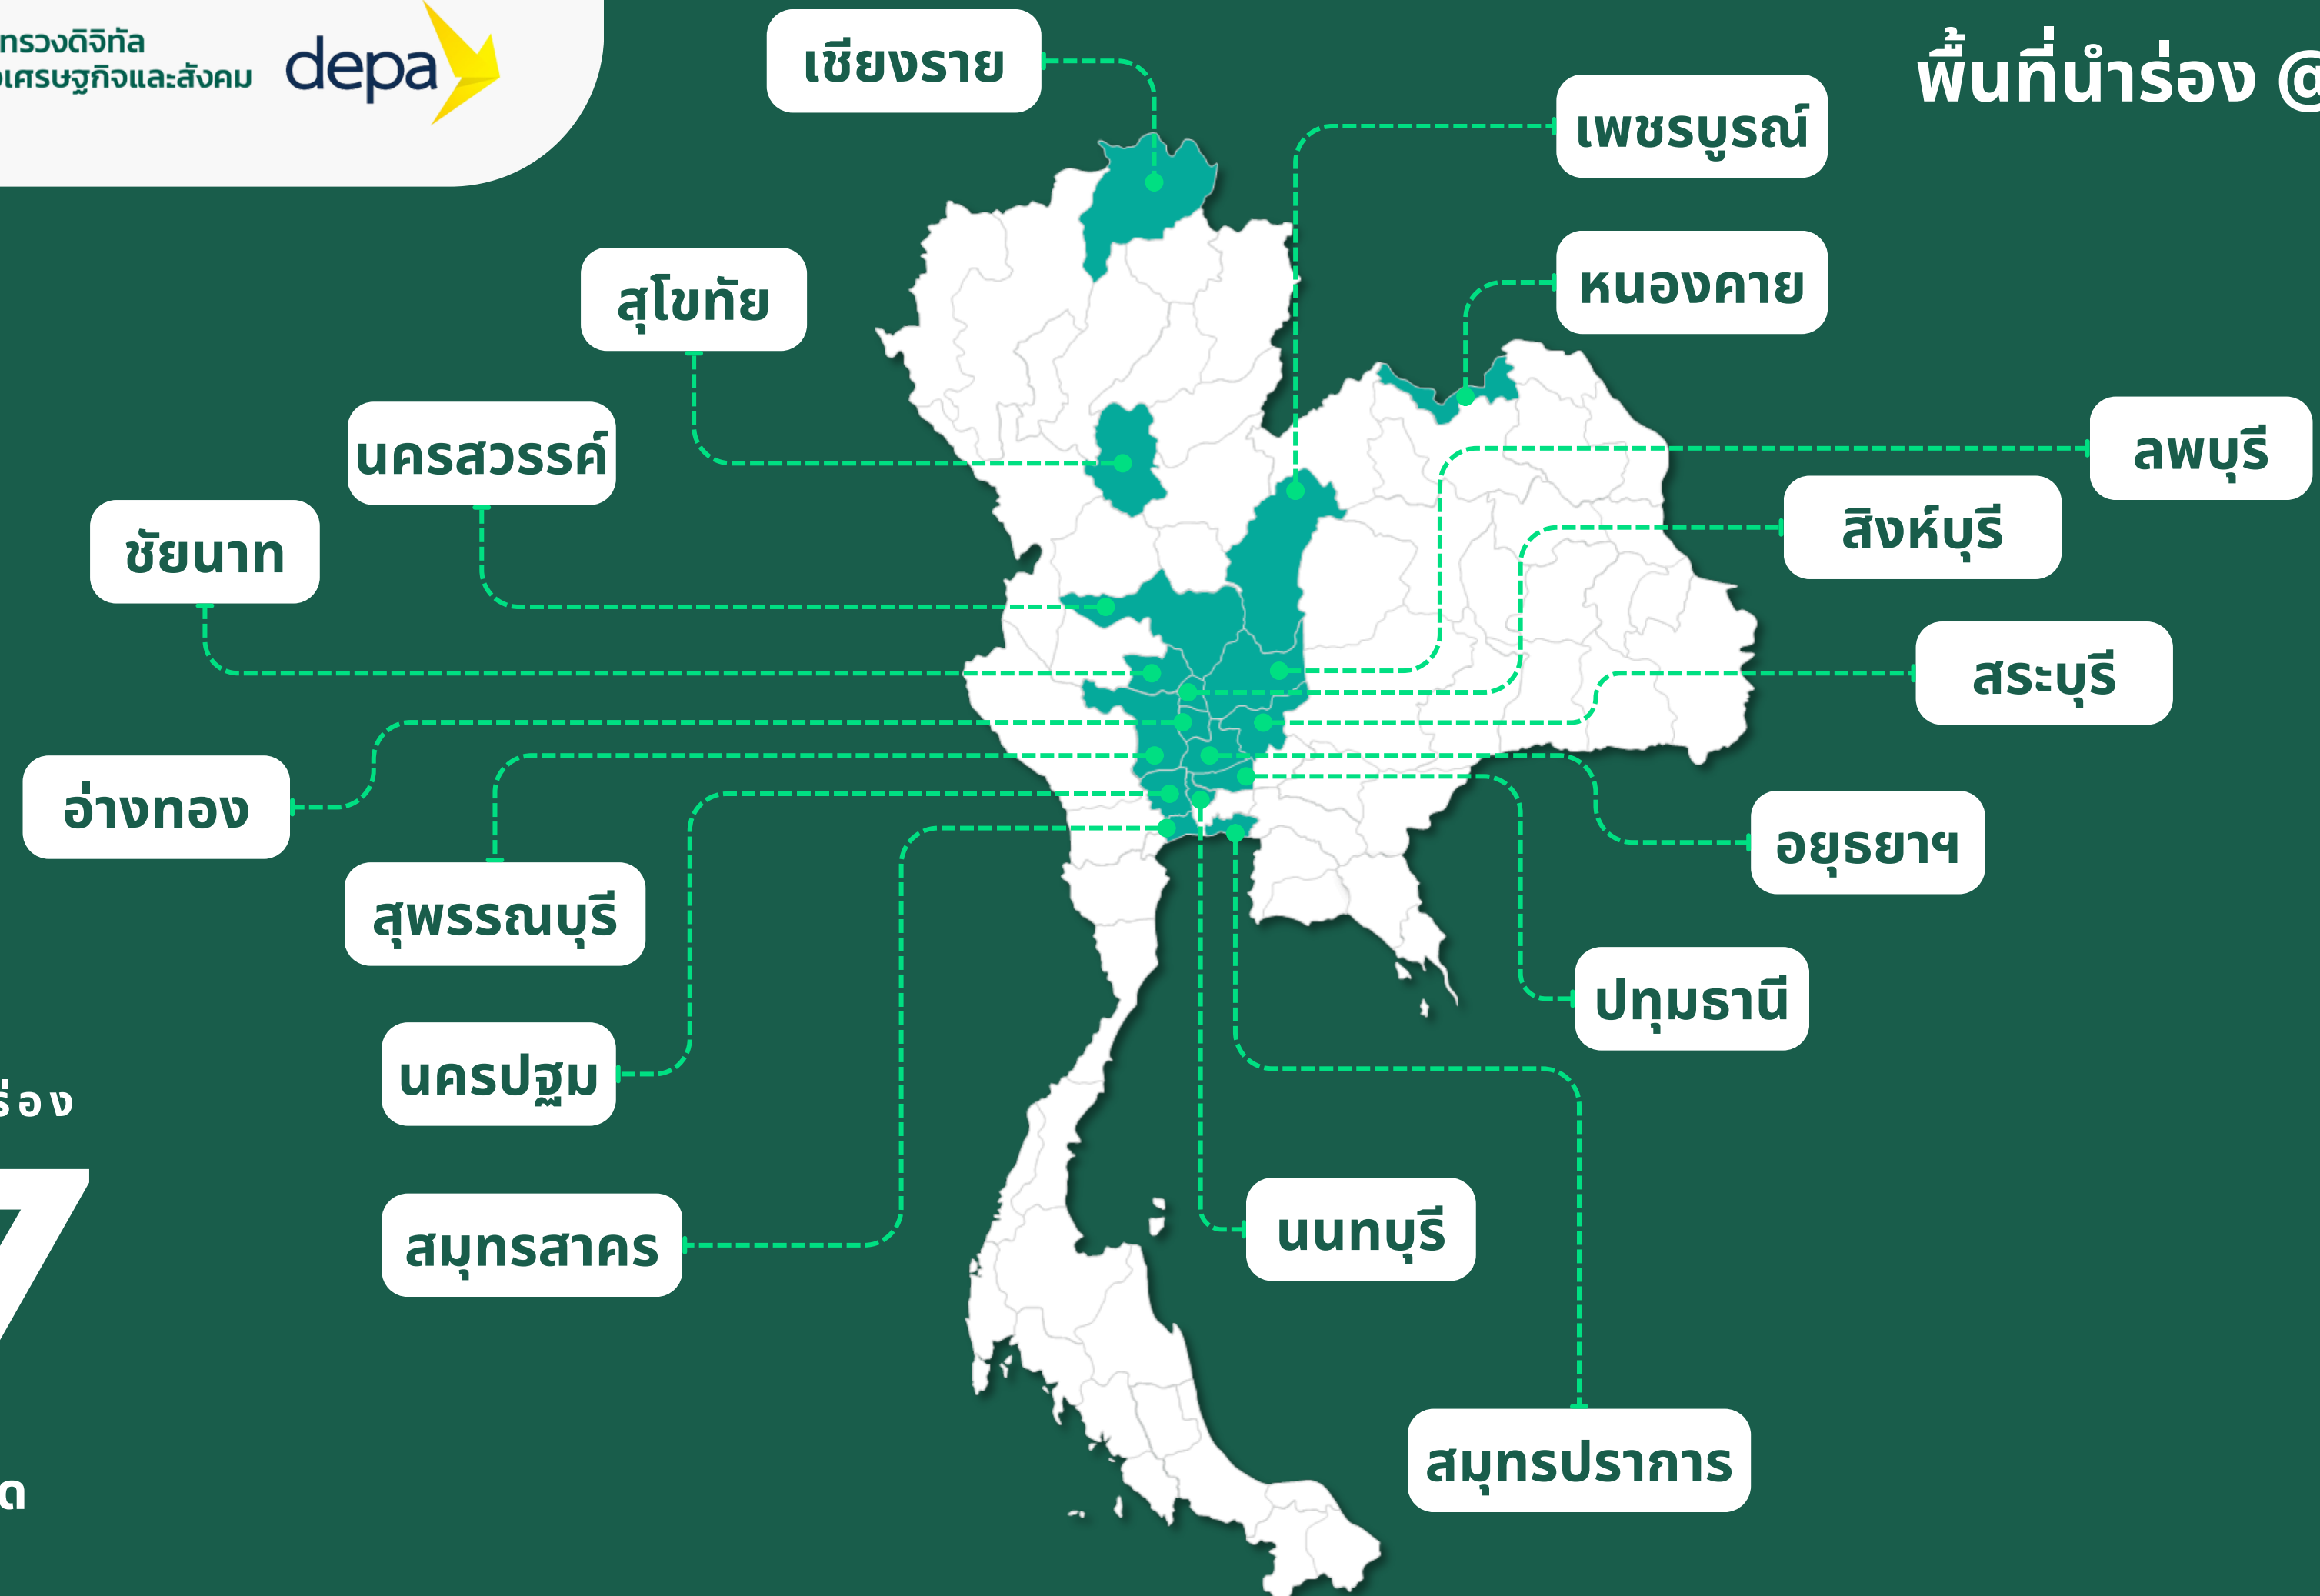 ทรวงดิจิทัล
เศรษฐกิจและสังคม
depa
พื้นที่นำร่อง @
เชียงราย
เพชรบูรณ์
หนองคาย
สุโขทัย
นครสวรรค์
ลพบุรี
สิงห์บุรี
ชัยนาท
สระบุรี
อ่างทอง
อยุธยาฯ
สุพรรณบุรี
ปทุมธานี
นครปฐม
ร่อง
7
นนทบุรี
สมุทรสาคร
สมุทรปราการ
ด